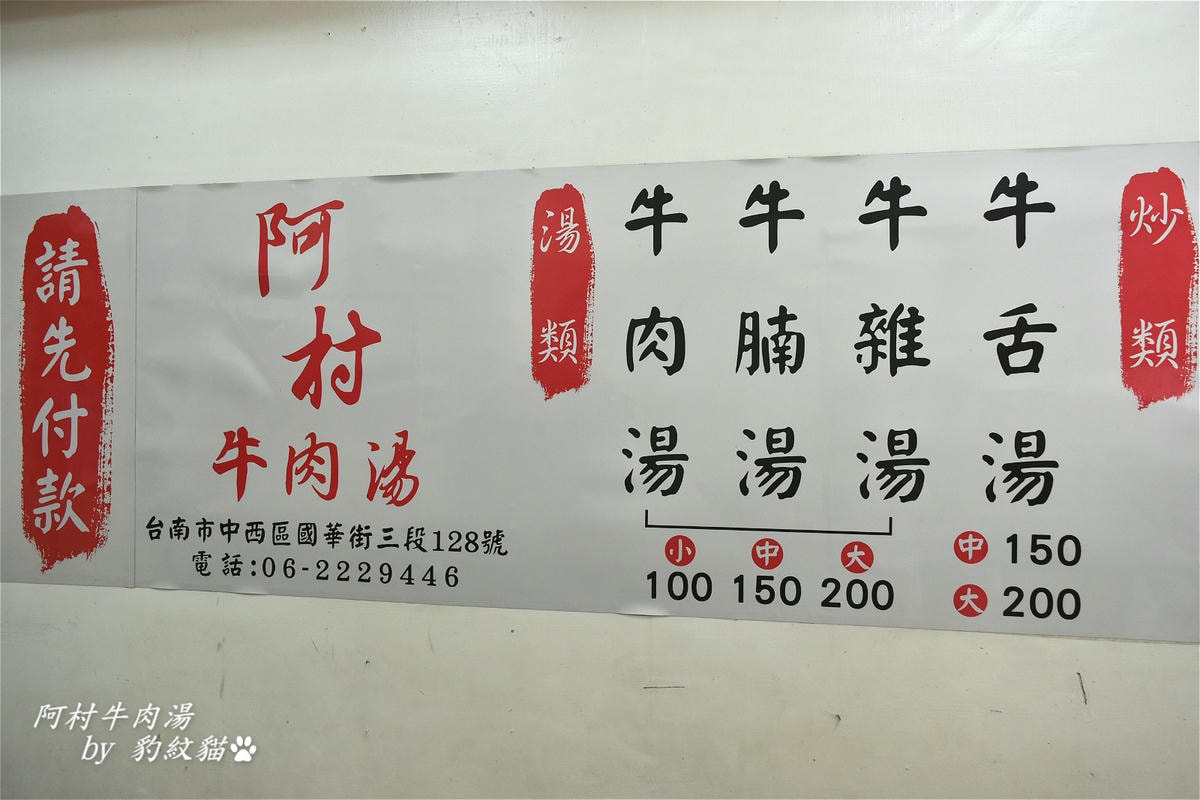 請先付款
阿村
牛肉湯
台南市中西區國華街三段128號
電話:06-2229446
湯類
牛肉湯
牛腩湯
牛雜湯
小 中 大
100 150 200
牛舌湯
中 150
大 200
炒類
阿村牛肉湯
by 豹紋貓